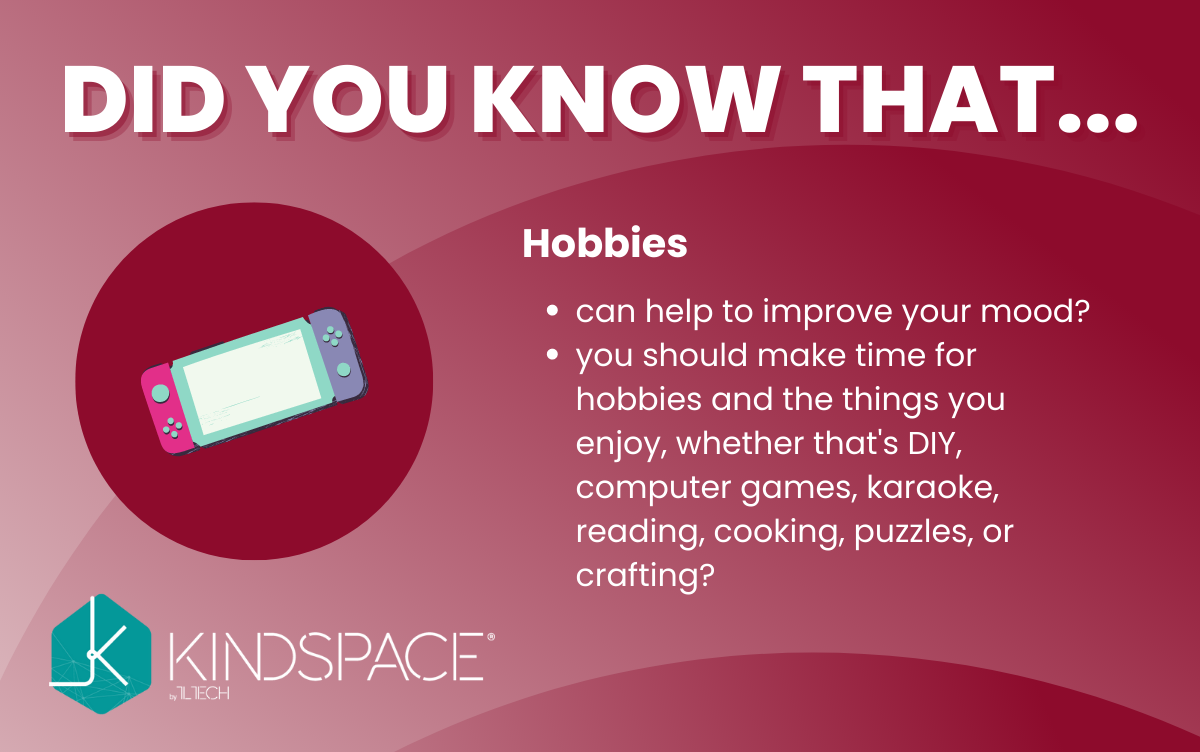 DID YOU KNOW THAT...
Hobbies
• can help to improve your mood?
• you should make time for
hobbies and the things you
enjoy, whether that's DIY,
computer games, karaoke,
reading, cooking, puzzles, or
crafting?
KINDSPACE®
by 1LTECH